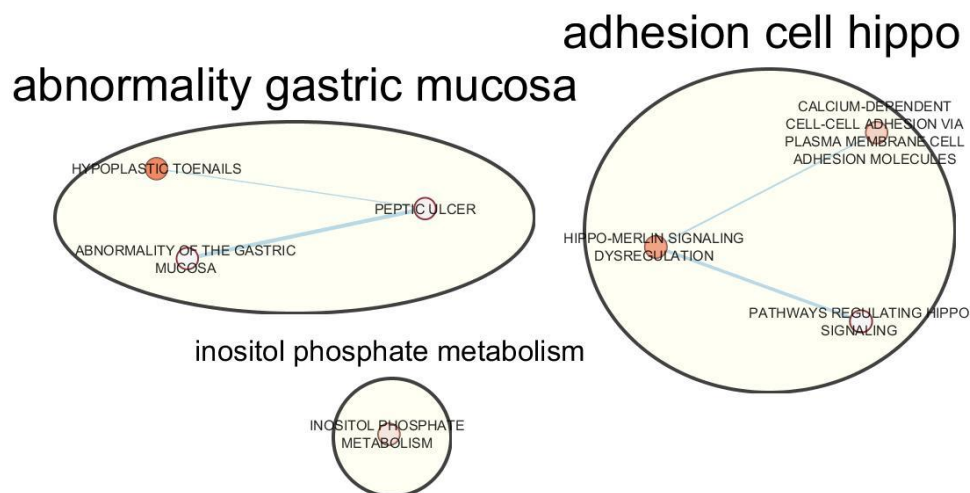 adhesion cell hippo
abnormality gastric mucosa
CALCIUM-DEPENDENT
CELL-CELL ADHESION VIA
PLASMA MEMBRANE CELL
ADHESION MOLECULES
HYPOPLASTIC TOENAILS
PEPTIC ULCER
ABNORMALITY OF THE GASTRIC
MUCOSA
HIPPO-MERLIN SIGNALING
DYSREGULATION
PATHWAYS REGULATING HIPPO
SIGNALING
inositol phosphate metabolism
INOSITOL PHOSPHATE
METABOLISM